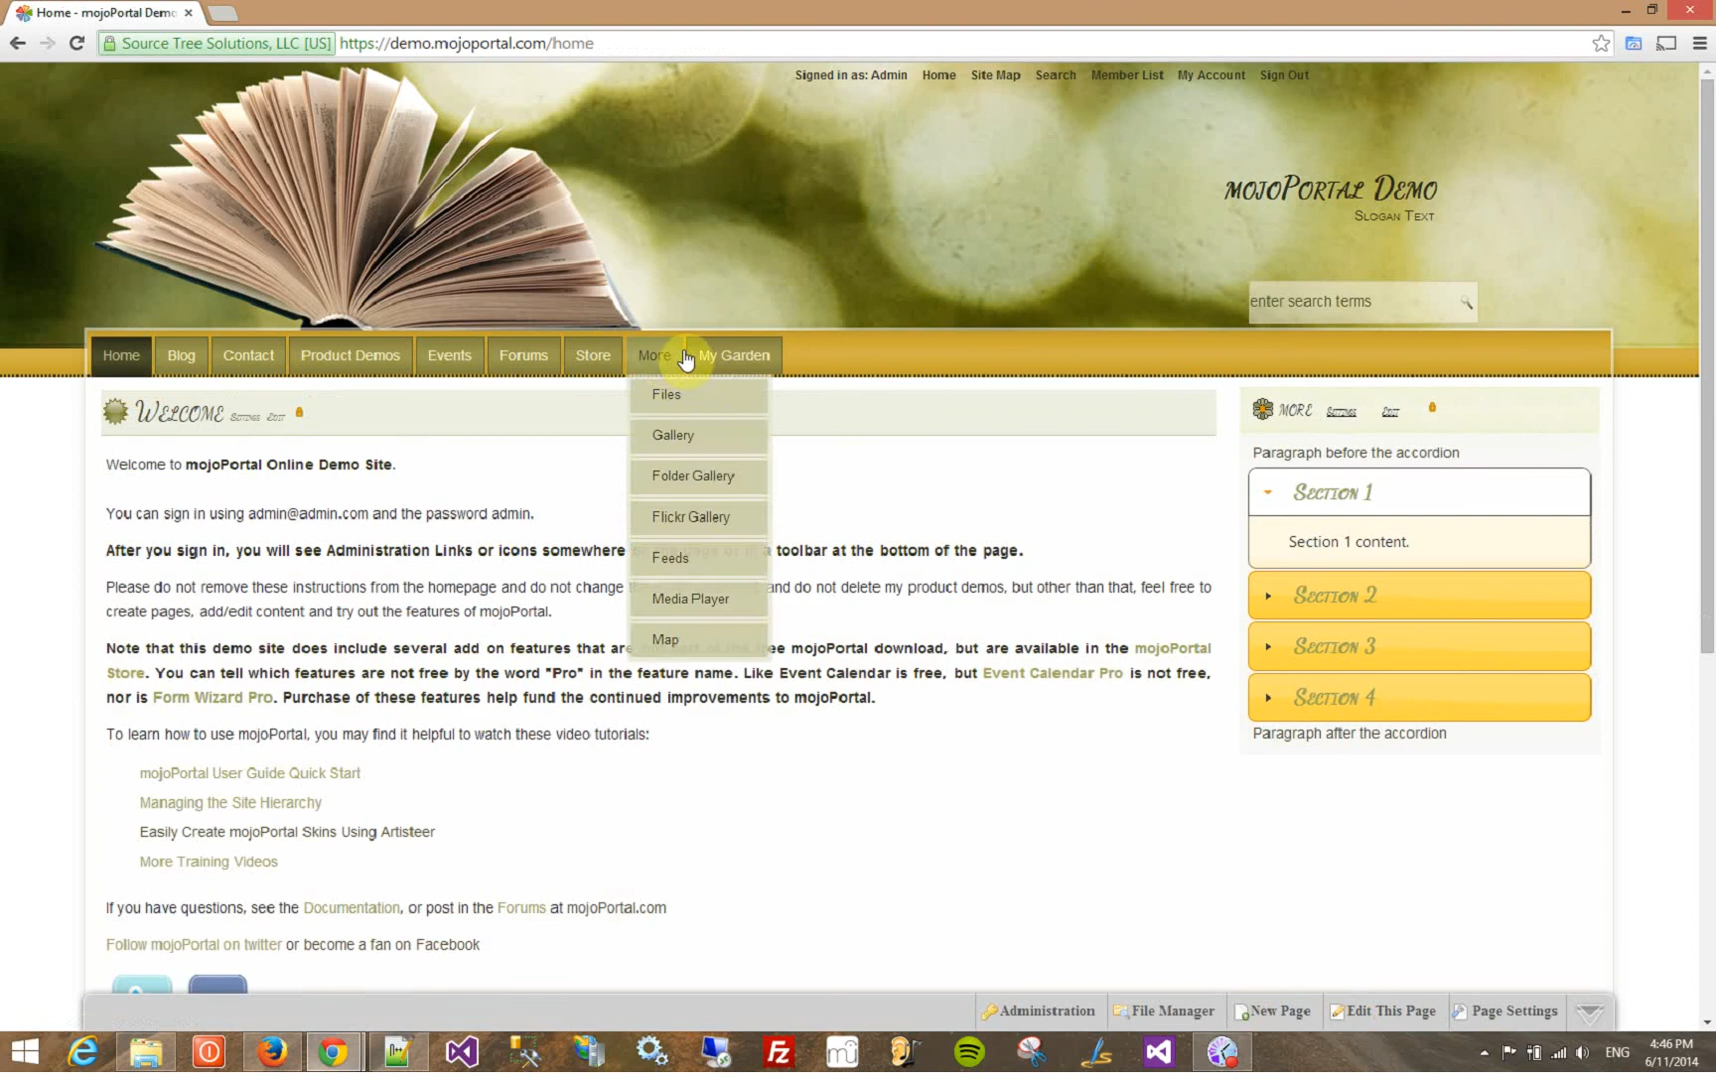 Home - mojoPortal Demo
Source Tree Solutions, LLC [US] https://demo.mojoportal.com/home
Signed in as: Admin Home Site Map Search Member List My Account Sign Out
mojoPortal Demo
Slogan Text
enter search terms
Home Blog Contact Product Demos Events Forums Store More My Garden
Files
Gallery
Folder Gallery
Flickr Gallery
Feeds
Media Player
Map
Welcome Settings Edit
Welcome to mojoPortal Online Demo Site.
You can sign in using admin@admin.com and the password admin.
After you sign in, you will see Administration Links or icons somewhere toolbar at the bottom of the page.
Please do not remove these instructions from the homepage and do not change and do not delete my product demos, but other than that, feel free to
create pages, add/edit content and try out the features of mojoPortal.
Note that this demo site does include several add on features that are free mojoPortal download, but are available in the mojoPortal
Store. You can tell which features are not free by the word "Pro" in the feature name. Like Event Calendar is free, but Event Calendar Pro is not free,
nor is Form Wizard Pro. Purchase of these features help fund the continued improvements to mojoPortal.
To learn how to use mojoPortal, you may find it helpful to watch these video tutorials:
mojoPortal User Guide Quick Start
Managing the Site Hierarchy
Easily Create mojoPortal Skins Using Artisteer
More Training Videos
If you have questions, see the Documentation, or post in the Forums at mojoPortal.com
Follow mojoPortal on twitter or become a fan on Facebook
More Settings Edit
Paragraph before the accordion
Section 1
Section 1 content.
Section 2
Section 3
Section 4
Paragraph after the accordion
Administration File Manager New Page Edit This Page Page Settings
ENG
4:46 PM
6/11/2014